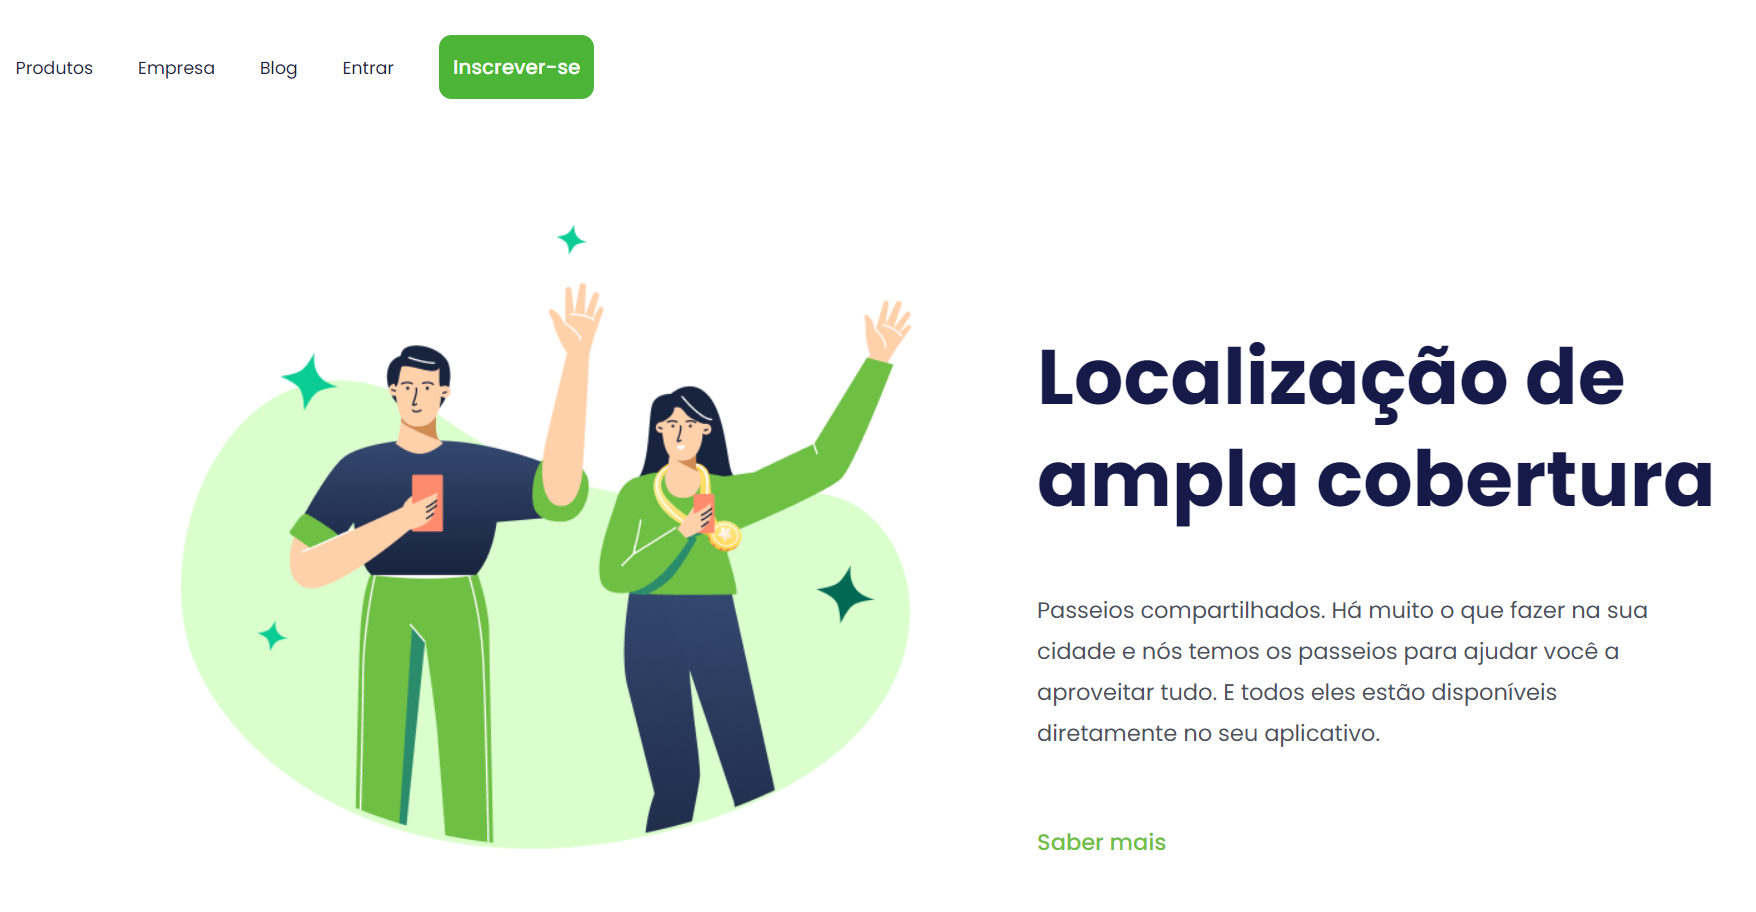 Produtos Empresa Blog Entrar Inscrever-se
Localização de
ampla cobertura
Passeios compartilhados. Há muito o que fazer na sua
cidade e nós temos os passeios para ajudar você a
aproveitar tudo. E todos eles estão disponíveis
diretamente no seu aplicativo.
Saber mais